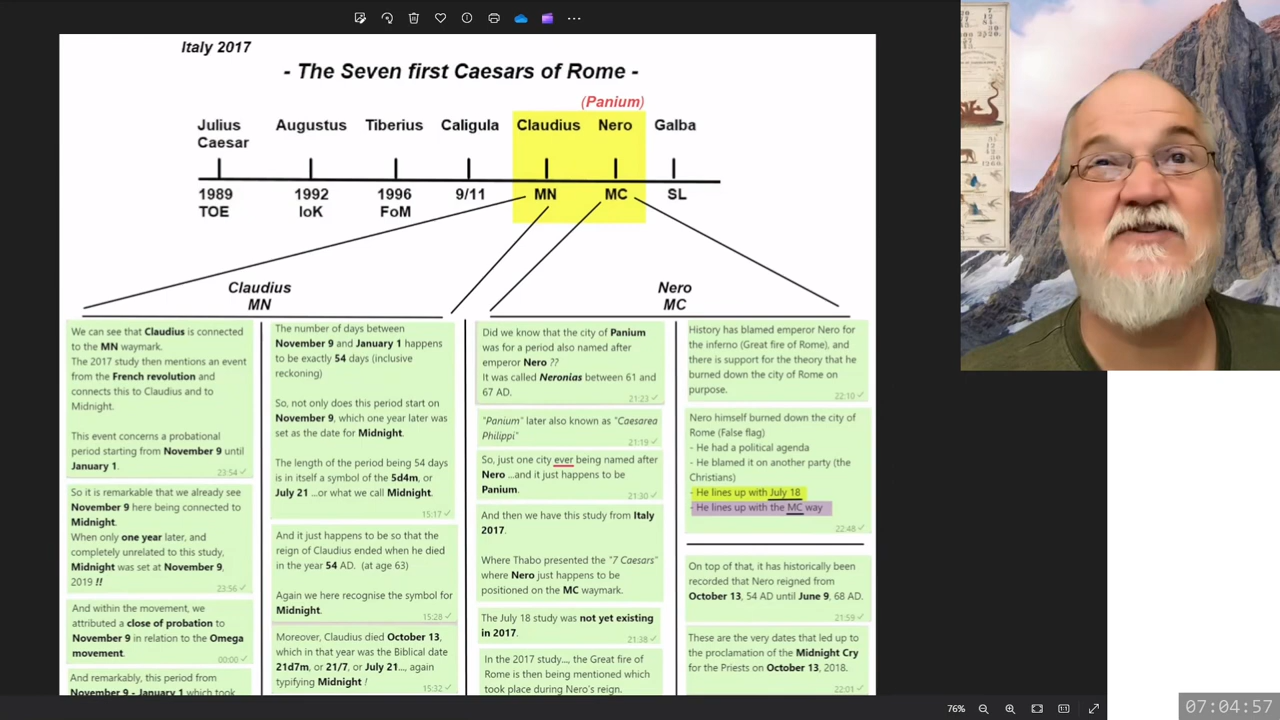 Italy 2017
- The Seven first Caesars of Rome -
(Panium)
Julius Caesar
Augustus
Tiberius
Caligula
Claudius
Nero
Galba
1989 TOE
1992 IoK
1996 FoM
9/11
MN
MC
SL
Claudius
MN
Nero
MC
We can see that Claudius is connected
to the MN waymark.
The 2017 study then mentions an event
from the French revolution and
connects this to Claudius and to
Midnight.
This event concerns a probational
period starting from November 9 until
January 1.
23:54
So it is remarkable that we already see
November 9 here being connected to
Midnight.
When only one year later, and
completely unrelated to this study,
Midnight was set at November 9,
2019 !!
23:56
And within the movement, we
attributed a close of probation to
November 9 in relation to the Omega
movement.
00:00
And remarkably, this period from
November 9 - January 1 which took
The number of days between
November 9 and January 1 happens
to be exactly 54 days (inclusive
reckoning)
So, not only does this period start on
November 9, which one year later was
set as the date for Midnight.
The length of the period being 54 days
is in itself a symbol of the 5d4m, or
July 21 ...or what we call Midnight.
15:17
And it just happens to be so that the
reign of Claudius ended when he died
in the year 54 AD. (at age 63)
Again we here recognise the symbol for
Midnight.
15:28
Moreover, Claudius died October 13,
which in that year was the Biblical date
21d7m, or 21/7, or July 21..., again
typifying Midnight !
15:32
Did we know that the city of Panium
was for a period also named after
emperor Nero ??
It was called Neronias between 61 and
67 AD.
21:23
"Panium" later also known as "Caesarea
Philippi"
21:19
So, just one city ever being named after
Nero ...and it just happens to be
Panium.
21:30
And then we have this study from Italy
2017.
Where Thabo presented the "7 Caesars"
where Nero just happens to be
positioned on the MC waymark.
The July 18 study was not yet existing
in 2017.
21:38
In the 2017 study..., the Great fire of
Rome is then being mentioned which
took place during Nero's reign.
History has blamed emperor Nero for
the inferno (Great fire of Rome), and
there is support for the theory that he
burned down the city of Rome on
purpose.
22:10
Nero himself burned down the city of
Rome (False flag)
- He had a political agenda
- He blamed it on another party (the
Christians)
- He lines up with July 18
- He lines up with the MC way
22:48
On top of that, it has historically been
recorded that Nero reigned from
October 13, 54 AD until June 9, 68 AD.
21:59
These are the very dates that led up to
the proclamation of the Midnight Cry
for the Priests on October 13, 2018.
22:01
76%
07:04:57